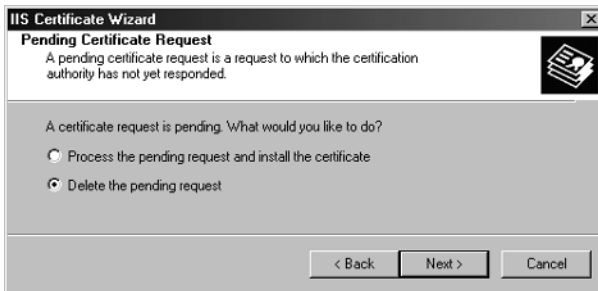 IIS Certificate Wizard
Pending Certificate Request
A pending certificate request is a request to which the certification
authority has not yet responded.
A certificate request is pending. What would you like to do?
Process the pending request and install the certificate
Delete the pending request
< Back
Next >
Cancel